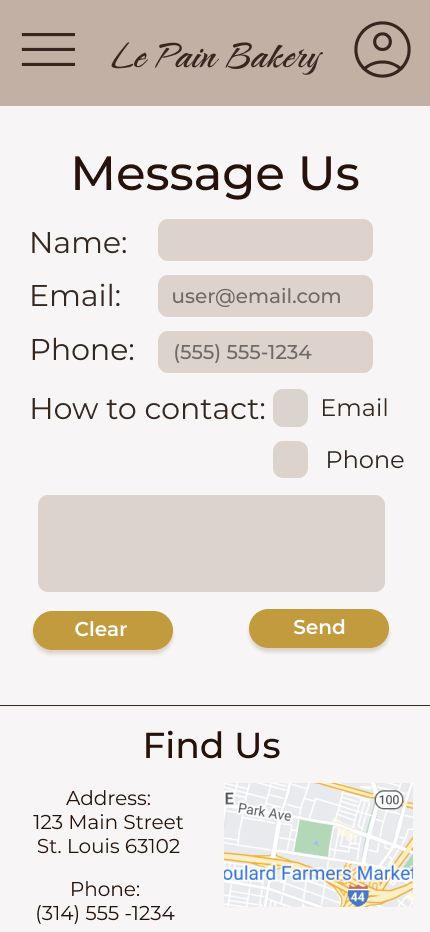 Le Pain Bakery
Message Us
Name:
Email: user@email.com
Phone: (555) 555-1234
How to contact: Email
Phone
Clear Send
Find Us
Address:
123 Main Street
St. Louis 63102
Phone:
(314) 555 -1234
E
Park Ave
100
oulard Farmers Market
44